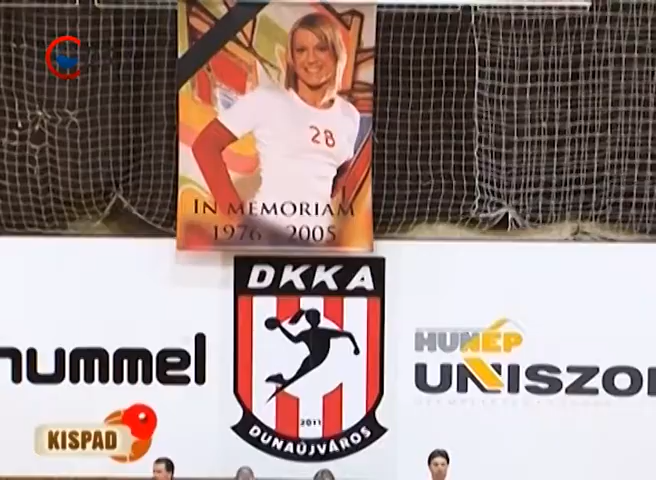 28
IN MEMORIAM
1976 2005
DKKA
hummel
HUNÉP
UNISZO
2011
DUNAÚJVÁROS
KISPAD